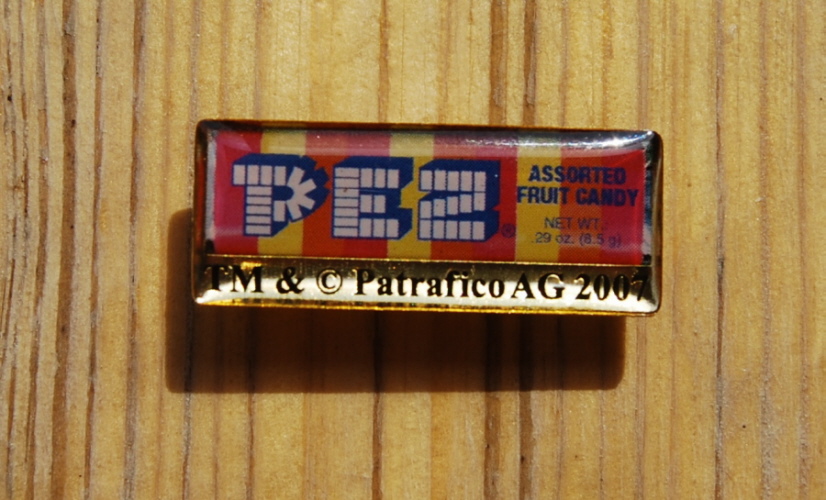 PEZ®
ASSORTED
FRUIT CANDY
NET WT.
.29 oz. (8.5 g)
TM & © Patrafico AG 2007